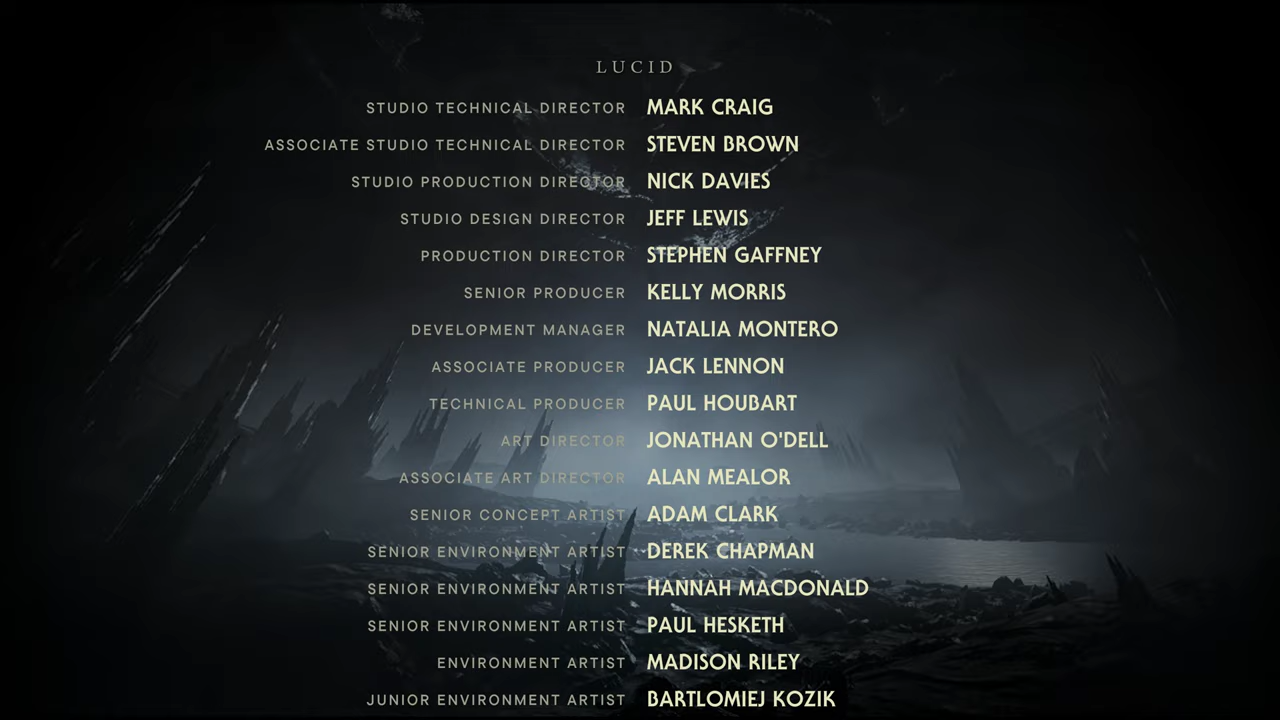 LUCID
STUDIO TECHNICAL DIRECTOR MARK CRAIG
ASSOCIATE STUDIO TECHNICAL DIRECTOR STEVEN BROWN
STUDIO PRODUCTION DIRECTOR NICK DAVIES
STUDIO DESIGN DIRECTOR JEFF LEWIS
PRODUCTION DIRECTOR STEPHEN GAFFNEY
SENIOR PRODUCER KELLY MORRIS
DEVELOPMENT MANAGER NATALIA MONTERO
ASSOCIATE PRODUCER JACK LENNON
TECHNICAL PRODUCER PAUL HOUBART
ART DIRECTOR JONATHAN O'DELL
ASSOCIATE ART DIRECTOR ALAN MEALOR
SENIOR CONCEPT ARTIST ADAM CLARK
SENIOR ENVIRONMENT ARTIST DEREK CHAPMAN
SENIOR ENVIRONMENT ARTIST HANNAH MACDONALD
SENIOR ENVIRONMENT ARTIST PAUL HESKETH
ENVIRONMENT ARTIST MADISON RILEY
JUNIOR ENVIRONMENT ARTIST BARTLOMIEJ KOZIK